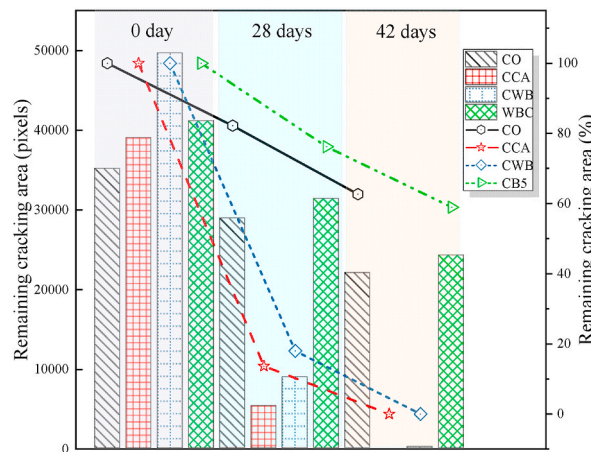 0 day
28 days
42 days
50000
40000
30000
20000
10000
0
Remaining cracking area (pixels)
100
80
60
40
20
0
Remaining cracking area (%)
CO
CCA
CWB
WBC
CO
CCA
CWB
CB5